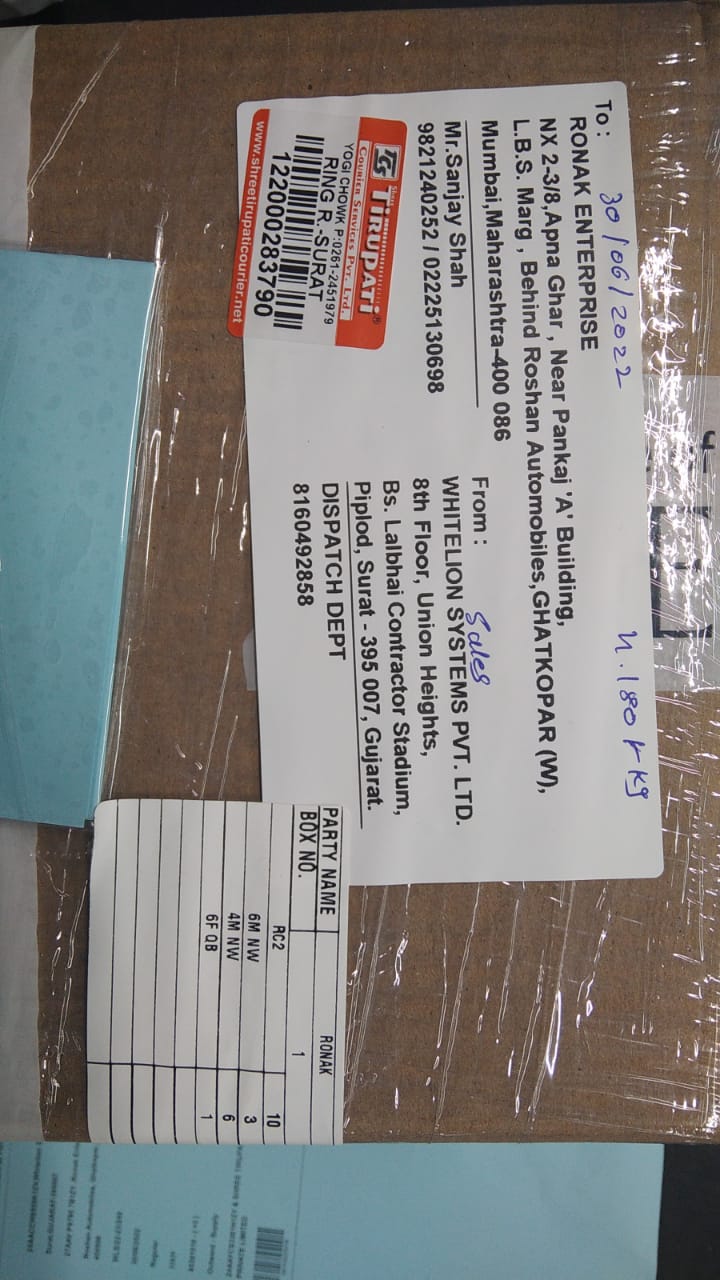 30/06/2022
To:
RONAK ENTERPRISE
NX 2-3/8,Apna Ghar , Near Pankaj 'A' Building,
L.B.S. Marg , Behind Roshan Automobiles,GHATKOPAR (W),
Mumbai,Maharashtra-400 086
Mr.Sanjay Shah
9821240252 / 02225130698
Shree
TIRUPATI®
COURIER SERVICES PVT. LTD.
YOGI CHOWK P:0261-2451979
RING R.-SURAT
122000283790
www.shreetirupaticourier.net
From :
Sales
WHITELION SYSTEMS PVT. LTD.
8th Floor, Union Heights,
Bs. Lalbhai Contractor Stadium,
Piplod, Surat - 395 007, Gujarat.
DISPATCH DEPT
8160492858
PARTY NAME RONAK
BOX NO. 1
RC2 10
6M NW 3
4M NW 6
6F QB 1